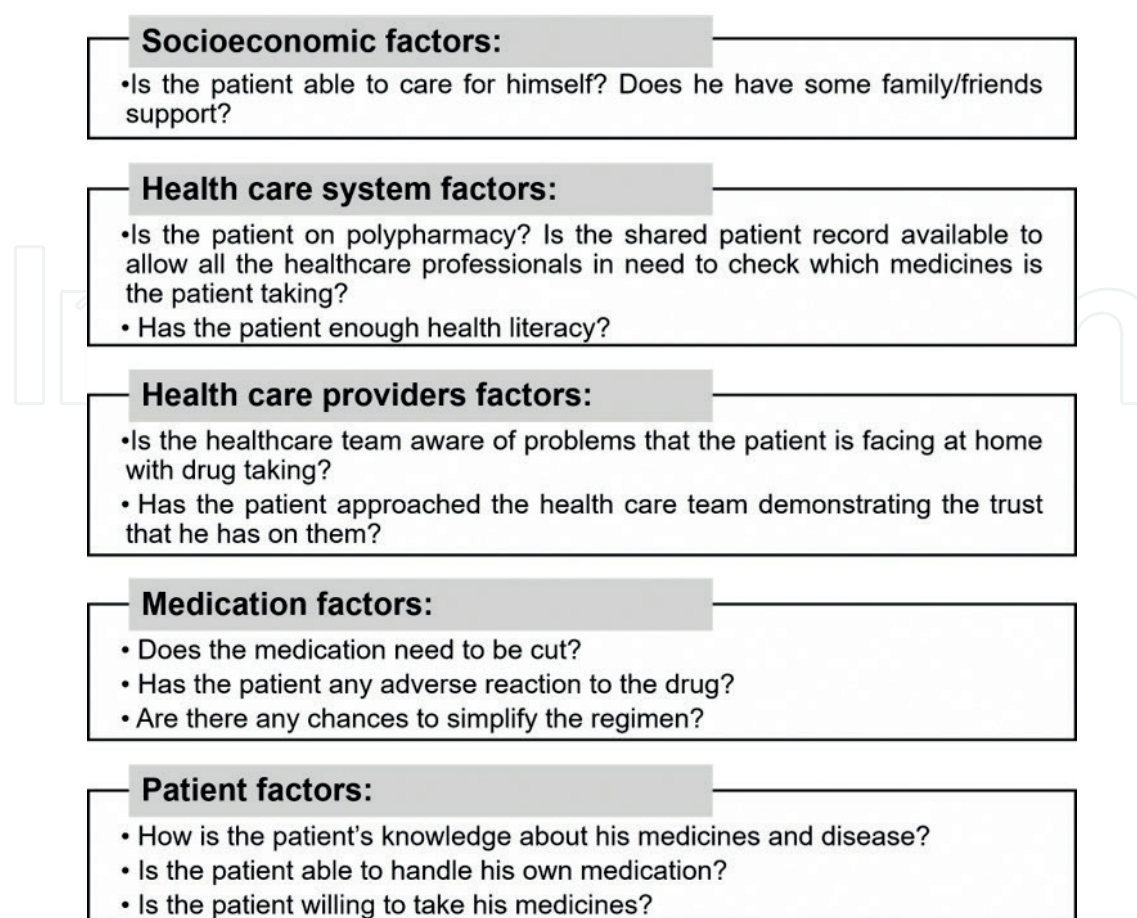 Socioeconomic factors:
•Is the patient able to care for himself? Does he have some family/friends
support?
Health care system factors:
•Is the patient on polypharmacy? Is the shared patient record available to
allow all the healthcare professionals in need to check which medicines is
the patient taking?
• Has the patient enough health literacy?
Health care providers factors:
•Is the healthcare team aware of problems that the patient is facing at home
with drug taking?
• Has the patient approached the health care team demonstrating the trust
that he has on them?
Medication factors:
• Does the medication need to be cut?
• Has the patient any adverse reaction to the drug?
• Are there any chances to simplify the regimen?
Patient factors:
• How is the patient's knowledge about his medicines and disease?
• Is the patient able to handle his own medication?
• Is the patient willing to take his medicines?